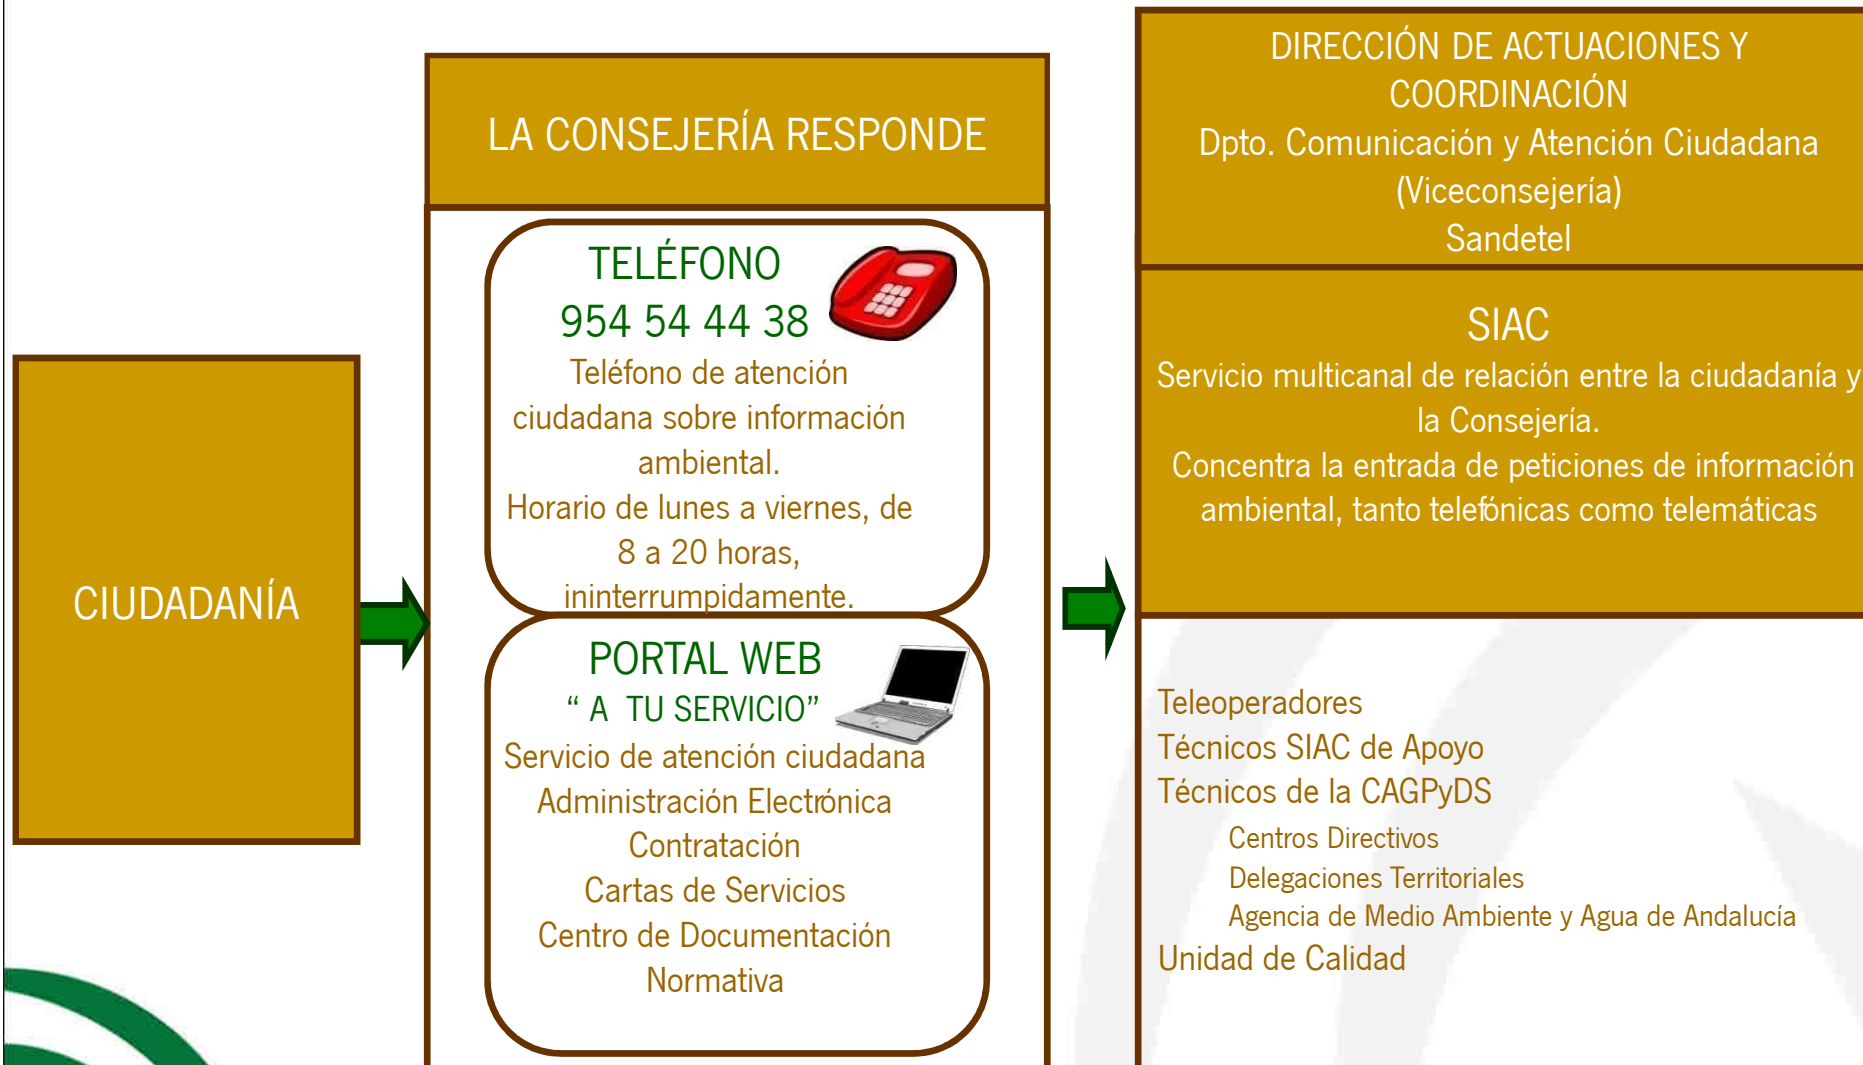 CIUDADANÍA
LA CONSEJERÍA RESPONDE
TELÉFONO
954 54 44 38
Teléfono de atención
ciudadana sobre información
ambiental.
Horario de lunes a viernes, de
8 a 20 horas,
ininterrumpidamente.
PORTAL WEB
“ A TU SERVICIO”
Servicio de atención ciudadana
Administración Electrónica
Contratación
Cartas de Servicios
Centro de Documentación
Normativa
DIRECCIÓN DE ACTUACIONES Y
COORDINACIÓN
Dpto. Comunicación y Atención Ciudadana
(Viceconsejería)
Sandetel
SIAC
Servicio multicanal de relación entre la ciudadanía y
la Consejería.
Concentra la entrada de peticiones de información
ambiental, tanto telefónicas como telemáticas
Teleoperadores
Técnicos SIAC de Apoyo
Técnicos de la CAGPyDS
Centros Directivos
Delegaciones Territoriales
Agencia de Medio Ambiente y Agua de Andalucía
Unidad de Calidad